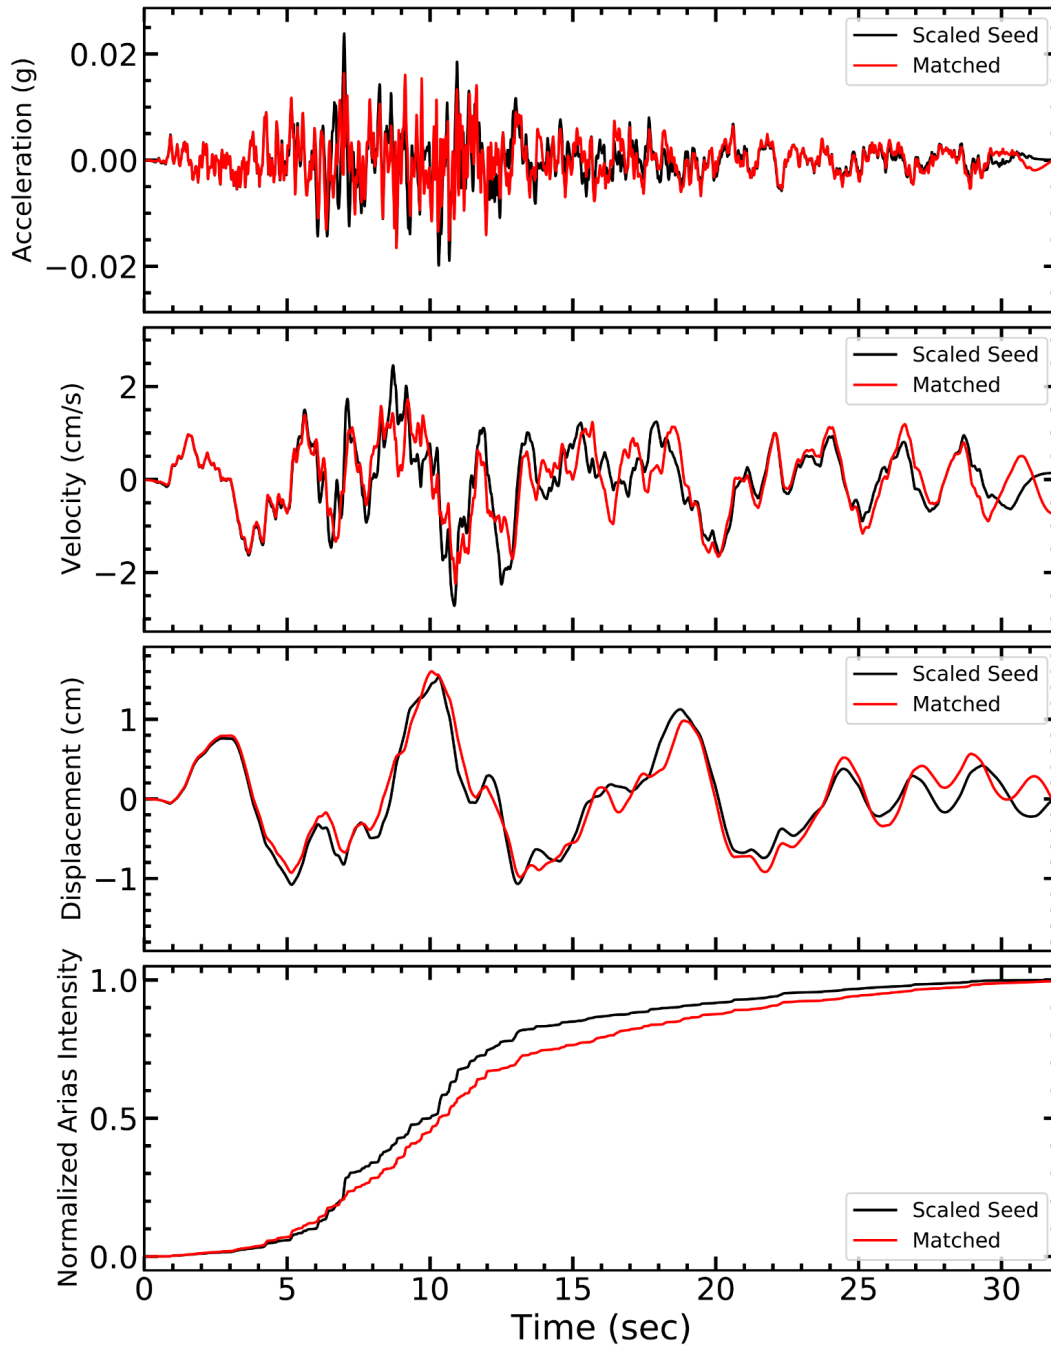 Acceleration (g)
0.02
0.00
−0.02
Scaled Seed
Matched
Velocity (cm/s)
2
0
−2
Scaled Seed
Matched
Displacement (cm)
1
0
−1
Scaled Seed
Matched
Normalized Arias Intensity
1.0
0.5
0.0
Scaled Seed
Matched
0 5 10 15 20 25 30
Time (sec)